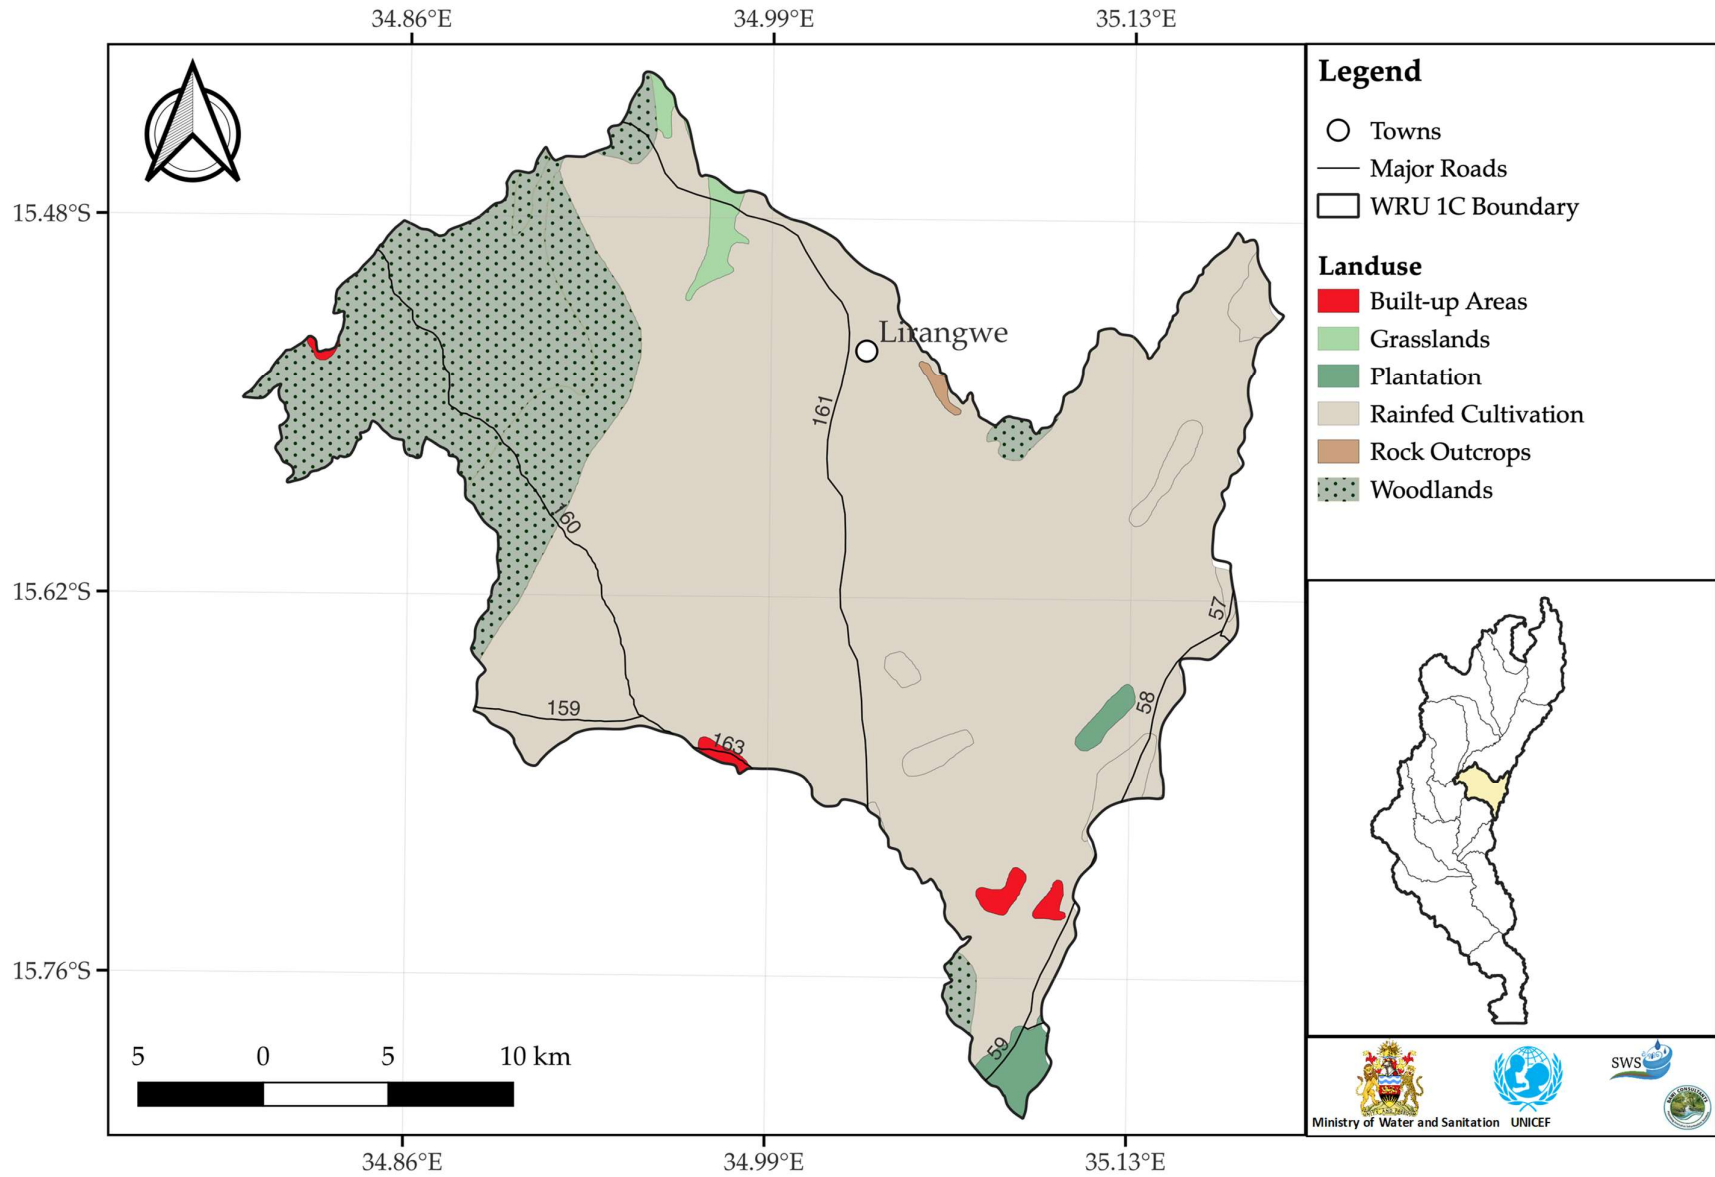 34.86°E
34.99°E
35.13°E
15.48°S
15.62°S
15.76°S
Lirangwe
161
160
159
163
57
58
59
5 0 5 10 km
34.86°E
34.99°E
35.13°E
Legend
Towns
Major Roads
WRU 1C Boundary
Landuse
Built-up Areas
Grasslands
Plantation
Rainfed Cultivation
Rock Outcrops
Woodlands
SWS
Ministry of Water and Sanitation
UNICEF